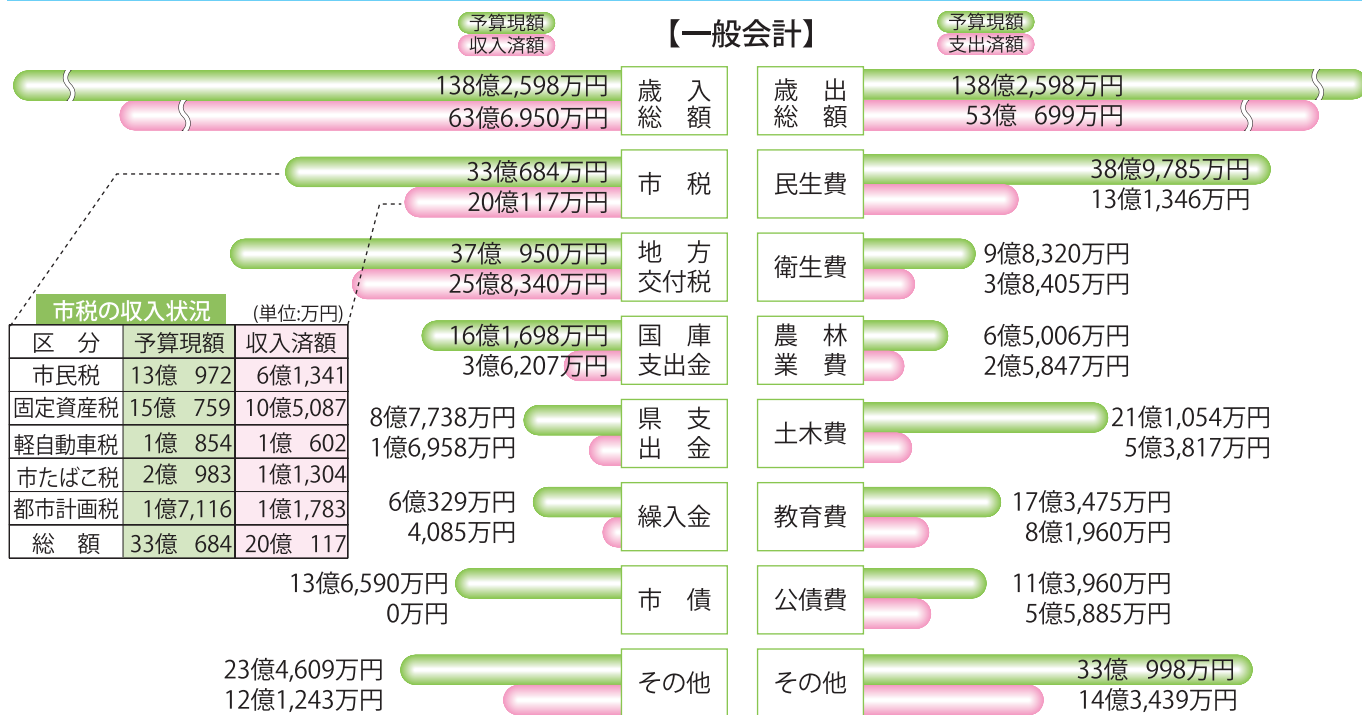 【一般会計】
予算現額
収入済額
予算現額
支出済額
歳入総額
138億2,598万円
63億6.950万円
市税
33億684万円
20億117万円
地方交付税
37億 950万円
25億8,340万円
国庫支出金
16億1,698万円
3億6,207万円
県支出金
8億7,738万円
1億6,958万円
繰入金
6億329万円
4,085万円
市債
13億6,590万円
0万円
その他
23億4,609万円
12億1,243万円
市税の収入状況 (単位:万円)
区分 予算現額 収入済額
市民税 13億 972 6億1,341
固定資産税 15億 759 10億5,087
軽自動車税 1億 854 1億 602
市たばこ税 2億 983 1億1,304
都市計画税 1億7,116 1億1,783
総額 33億 684 20億 117
歳出総額
138億2,598万円
53億 699万円
民生費
38億9,785万円
13億1,346万円
衛生費
9億8,320万円
3億8,405万円
農林業費
6億5,006万円
2億5,847万円
土木費
21億1,054万円
5億3,817万円
教育費
17億3,475万円
8億1,960万円
公債費
11億3,960万円
5億5,885万円
その他
33億 998万円
14億3,439万円